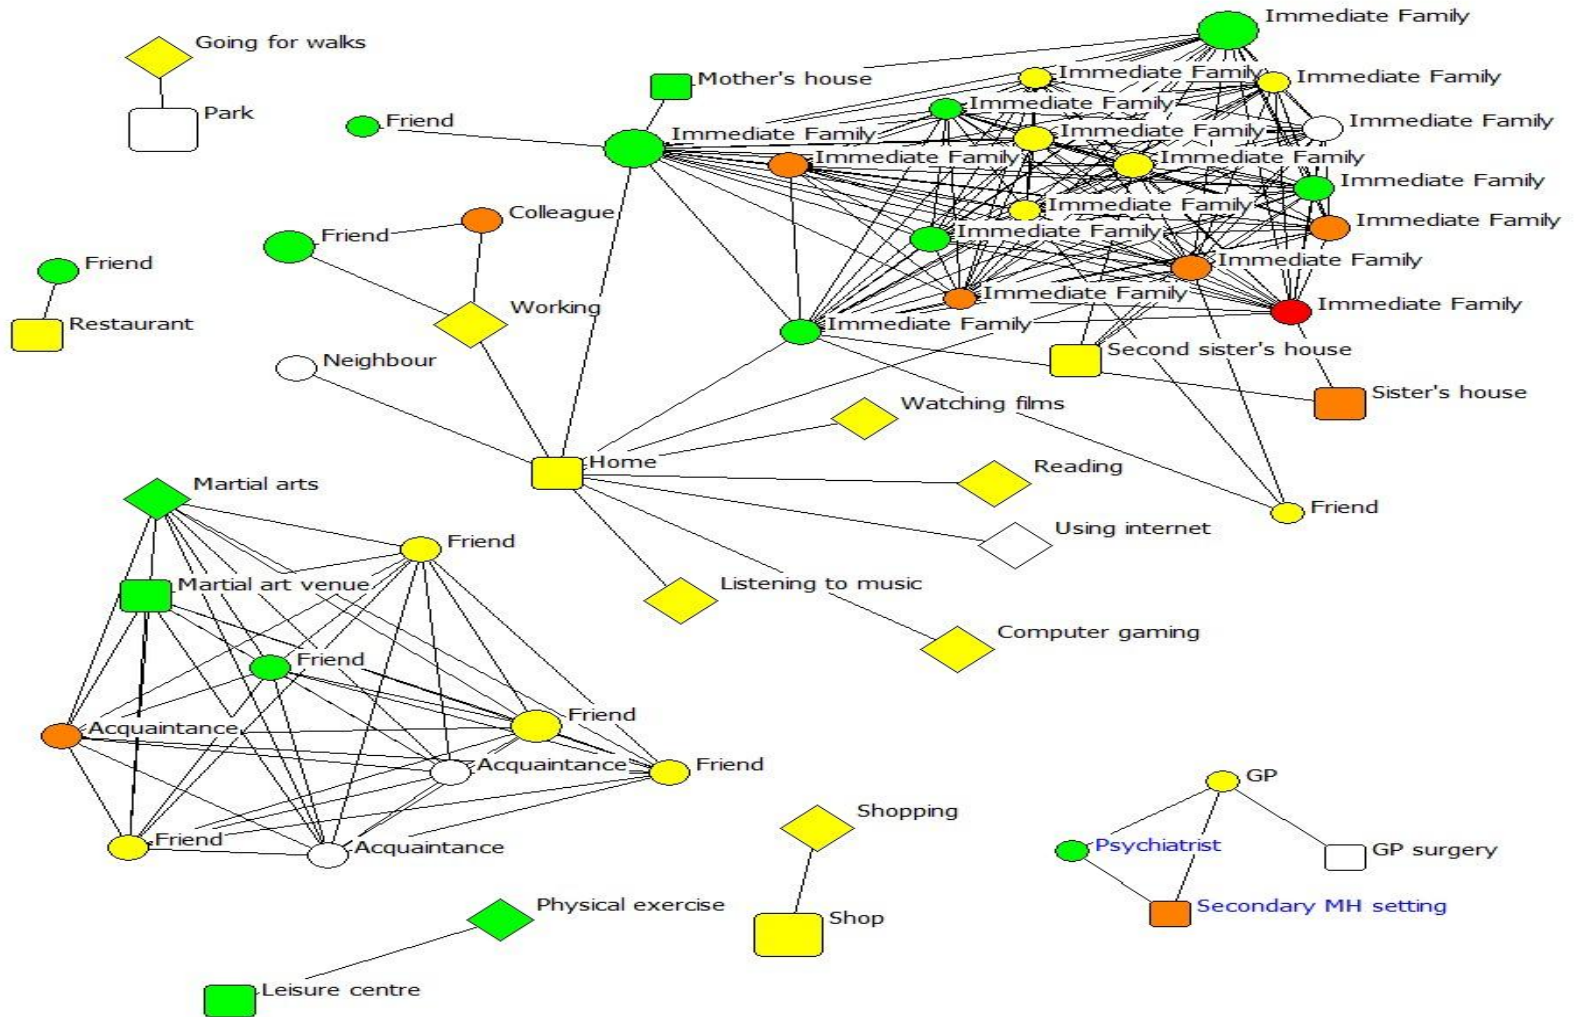 Immediate Family
Going for walks
Immediate Family
Immediate Family
Mother's house
Immediate Family
Park
Friend
Immediate Family
Immediate Family
Immediate Family
Immediate Family
Immediate Family
Immediate Family
Immediate Family
Colleague
Immediate Family
Friend
Immediate Family
Friend
Immediate Family
Immediate Family
Working
Immediate Family
Restaurant
Immediate Family
Second sister's house
Neighbour
Sister's house
Watching films
Home
Reading
Martial arts
Friend
Using internet
Friend
Martial art venue
Listening to music
Computer gaming
Friend
Friend
Acquaintance
Acquaintance
Friend
GP
Shopping
Friend
Acquaintance
Psychiatrist
GP surgery
Physical exercise
Secondary MH setting
Shop
Leisure centre